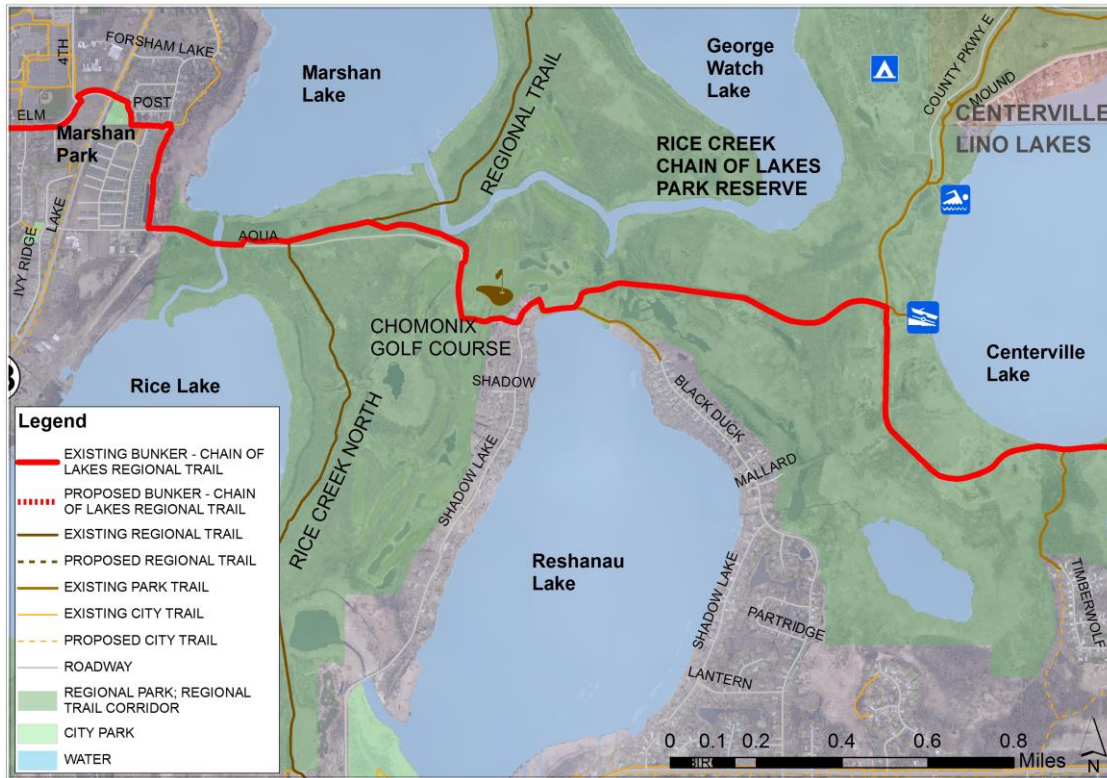 FORSHAM LAKE
4TH
POST
ELM
Marshan
Park
Marshan
Lake
REGIONAL TRAIL
George
Watch
Lake
COUNTY PKWY E
MOUND
CENTERVILLE
LINO LAKES
RICE CREEK
CHAIN OF LAKES
PARK RESERVE
IVY RIDGE
LAKE
AQUA
CHOMONIX
GOLF COURSE
SHADOW
Rice Lake
RICE CREEK NORTH
SHADOW LAKE
BLACK DUCK
MALLARD
Centerville
Lake
Reshanau
Lake
SHADOW LAKE
PARTRIDGE
LANTERN
TIMBERWOLF
Legend
EXISTING BUNKER - CHAIN OF
LAKES REGIONAL TRAIL
PROPOSED BUNKER - CHAIN
OF LAKES REGIONAL TRAIL
EXISTING REGIONAL TRAIL
PROPOSED REGIONAL TRAIL
EXISTING PARK TRAIL
EXISTING CITY TRAIL
PROPOSED CITY TRAIL
ROADWAY
REGIONAL PARK; REGIONAL
TRAIL CORRIDOR
CITY PARK
WATER
0 0.1 0.2 0.4 0.6 0.8
Miles
N